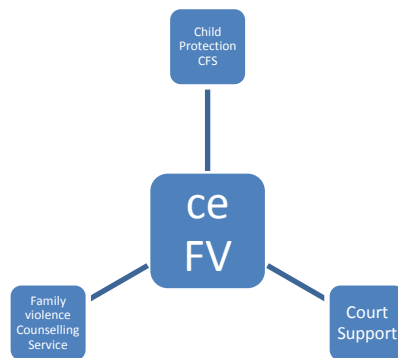 Child
Protection
CFS
ce
FV
Family
violence
Counselling
Service
Court
Support